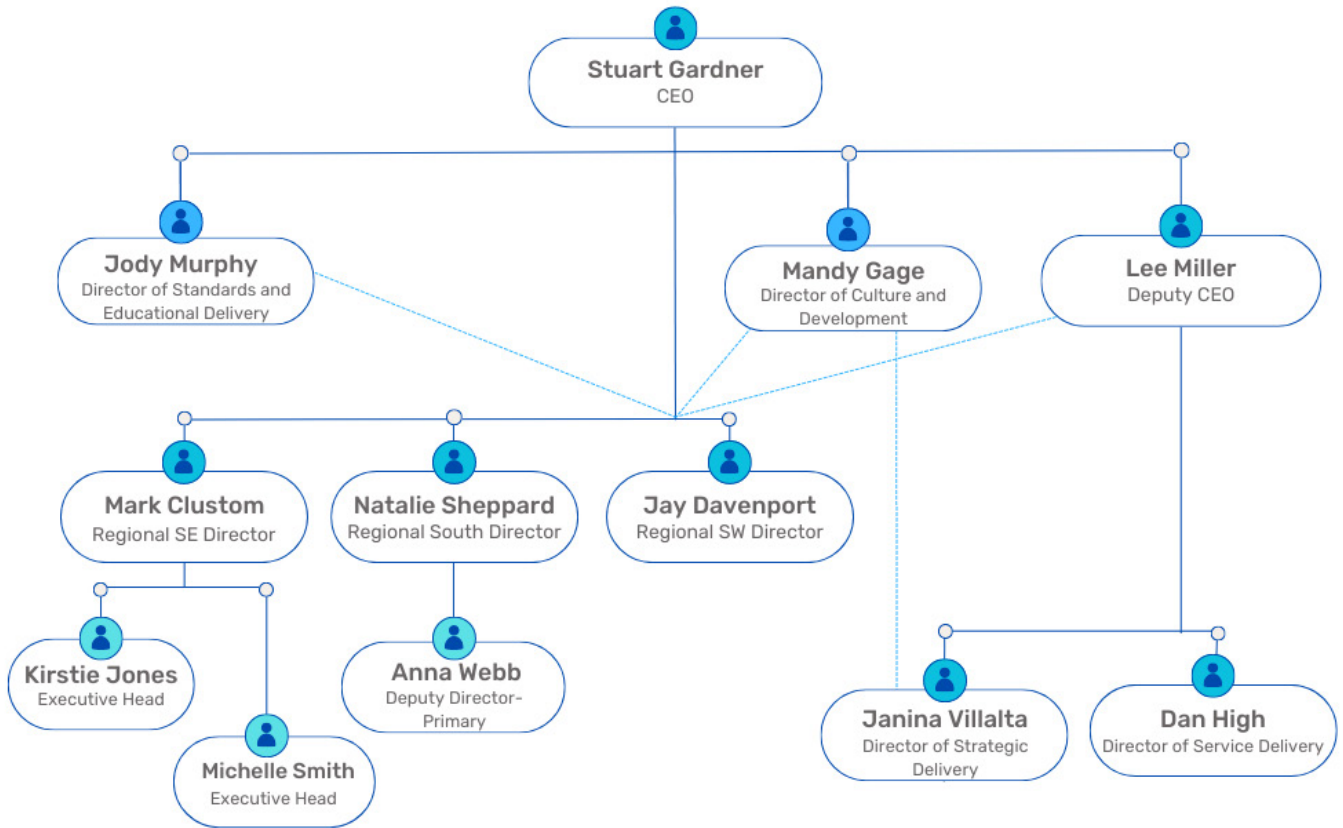 Stuart Gardner
CEO
Jody Murphy
Director of Standards and
Educational Delivery
Mandy Gage
Director of Culture and
Development
Lee Miller
Deputy CEO
Mark Clustom
Regional SE Director
Natalie Sheppard
Regional South Director
Jay Davenport
Regional SW Director
Kirstie Jones
Executive Head
Michelle Smith
Executive Head
Anna Webb
Deputy Director-
Primary
Janina Villalta
Director of Strategic
Delivery
Dan High
Director of Service Delivery